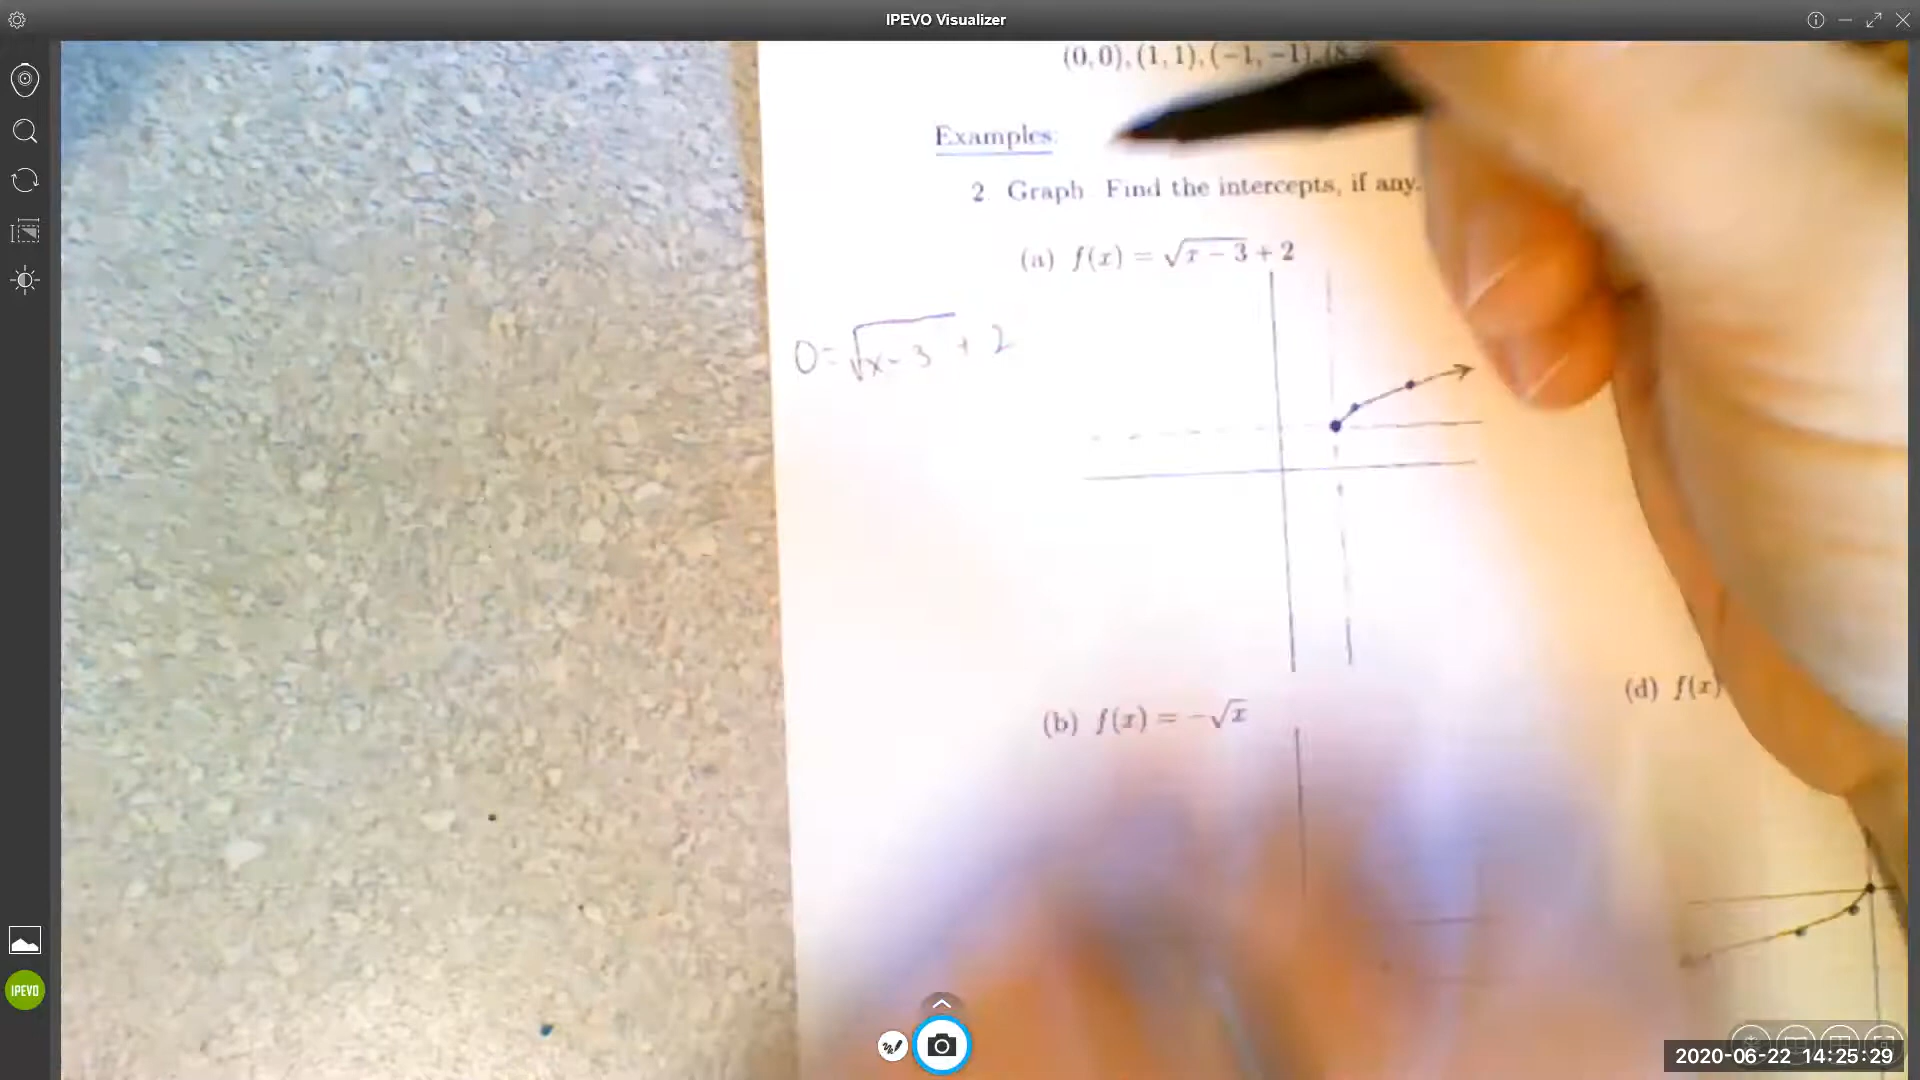 IPEVO Visualizer
(0, 0), (1, 1), (−1, −1), (8
Examples:
2 Graph Find the intercepts, if any.
(a) f(x) = √(x − 3) + 2
0 = √(x − 3) + 2
(d) f(x)
(b) f(x) = −√x
IPEVO
2020-06-22 14:25:29